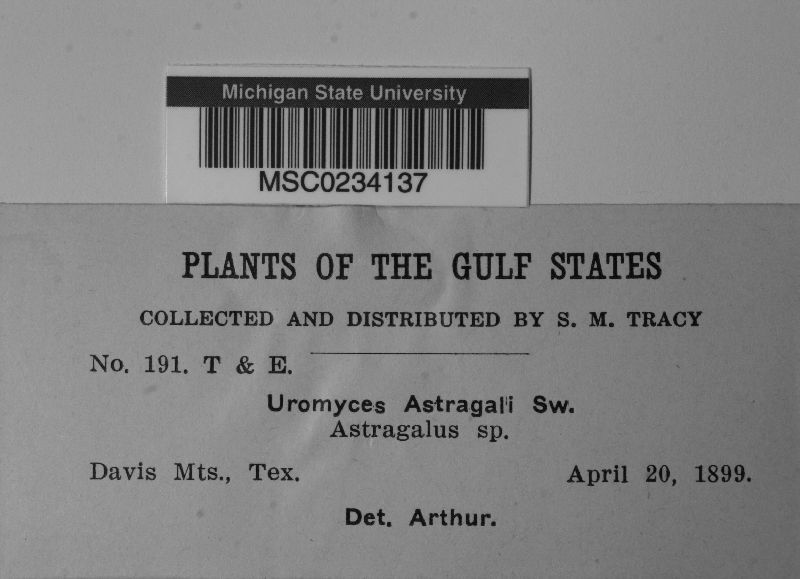 Michigan State University
MSC0234137
PLANTS OF THE GULF STATES
COLLECTED AND DISTRIBUTED BY S. M. TRACY
No. 191. T & E.
Uromyces Astragali Sw.
Astragalus sp.
Davis Mts., Tex. April 20, 1899.
Det. Arthur.